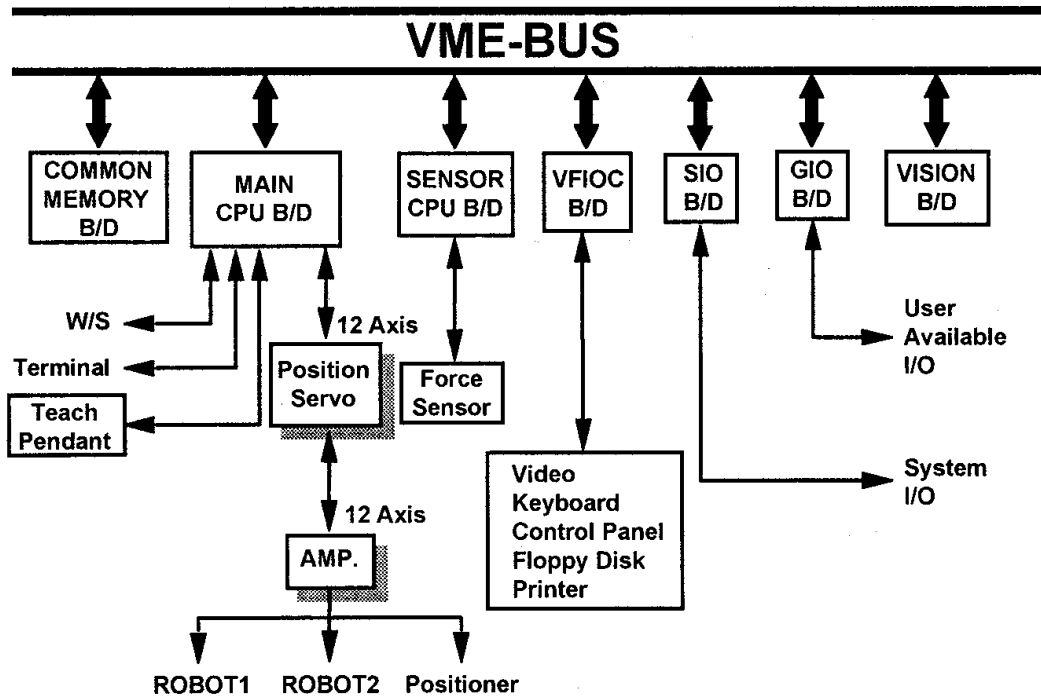 VME-BUS
COMMON
MEMORY
B/D
MAIN
CPU B/D
SENSOR
CPU B/D
VFIOC
B/D
SIO
B/D
GIO
B/D
VISION
B/D
W/S
Terminal
Teach
Pendant
12 Axis
Position
Servo
Force
Sensor
User
Available
I/O
System
I/O
Video
Keyboard
Control Panel
Floppy Disk
Printer
12 Axis
AMP.
ROBOT1
ROBOT2
Positioner